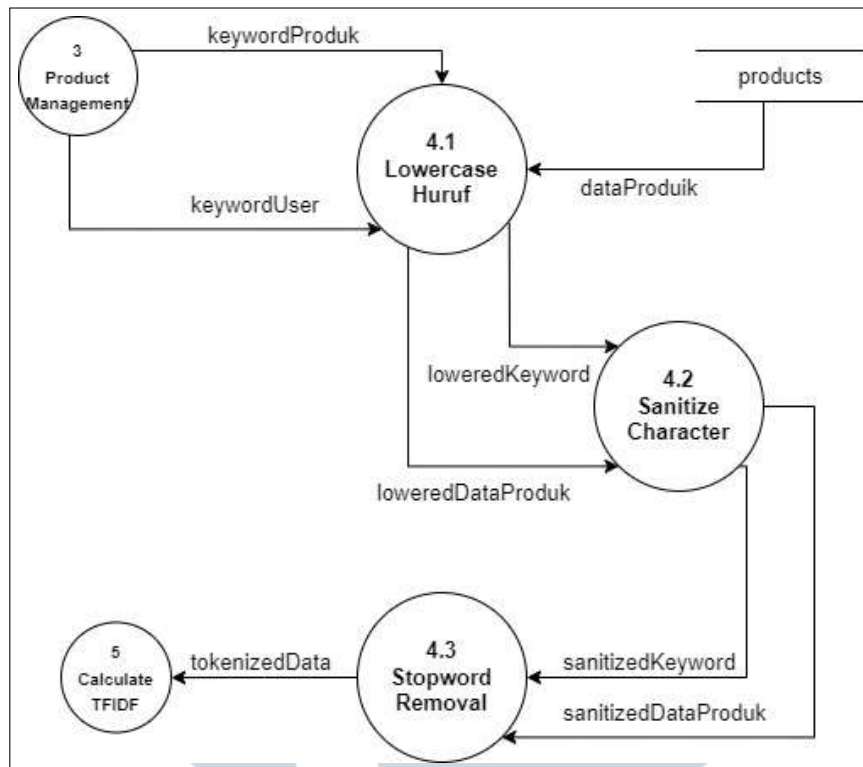 keywordProduk
3
Product
Management
products
4.1
Lowercase
Huruf
dataProduik
keywordUser
loweredKeyword
4.2
Sanitize
Character
loweredDataProduk
4.3
Stopword
Removal
sanitizedKeyword
sanitizedDataProduk
tokenizedData
5
Calculate
TFIDF